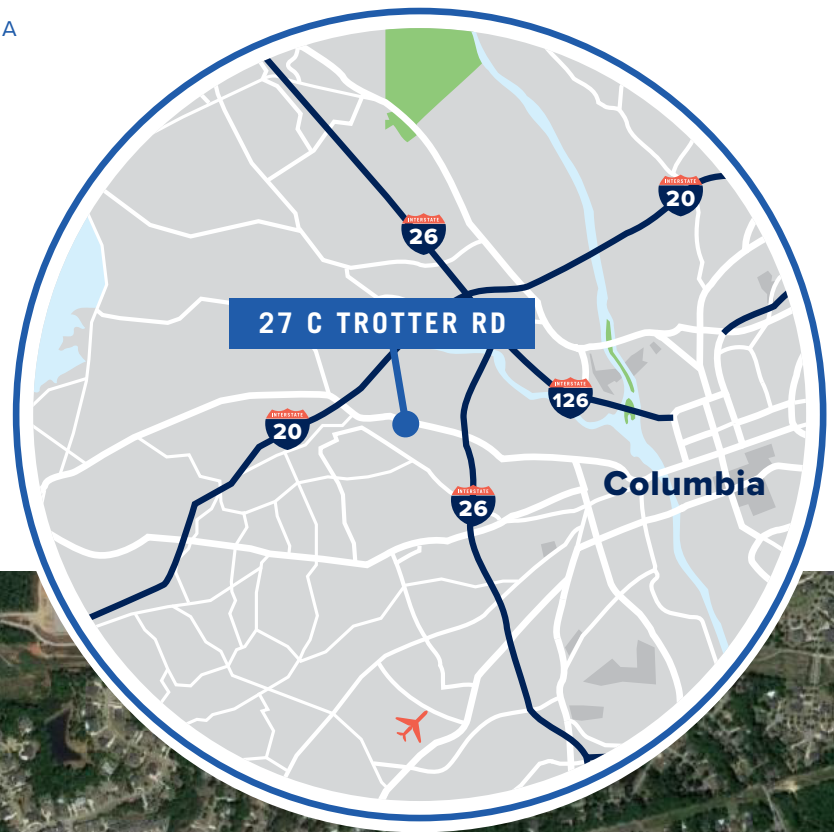 A
INTERSTATE
20
INTERSTATE
26
27 C TROTTER RD
INTERSTATE
126
INTERSTATE
20
Columbia
INTERSTATE
26